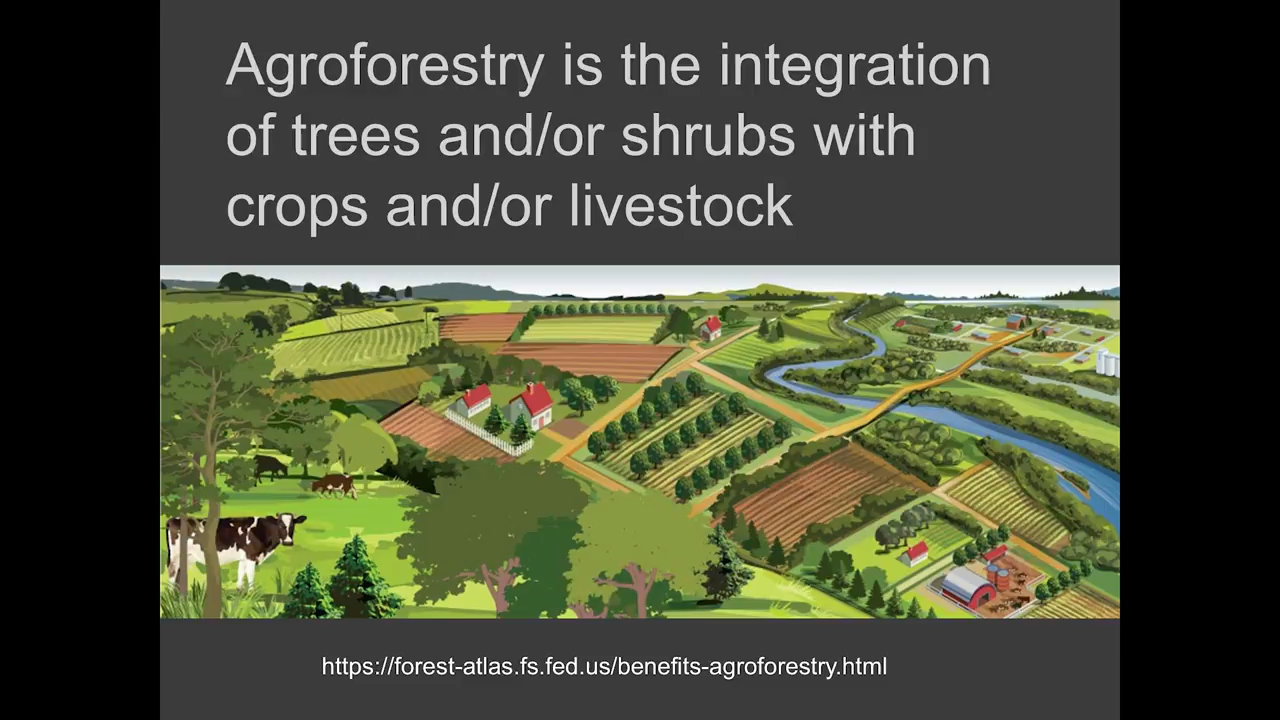 Agroforestry is the integration
of trees and/or shrubs with
crops and/or livestock
https://forest-atlas.fs.fed.us/benefits-agroforestry.html